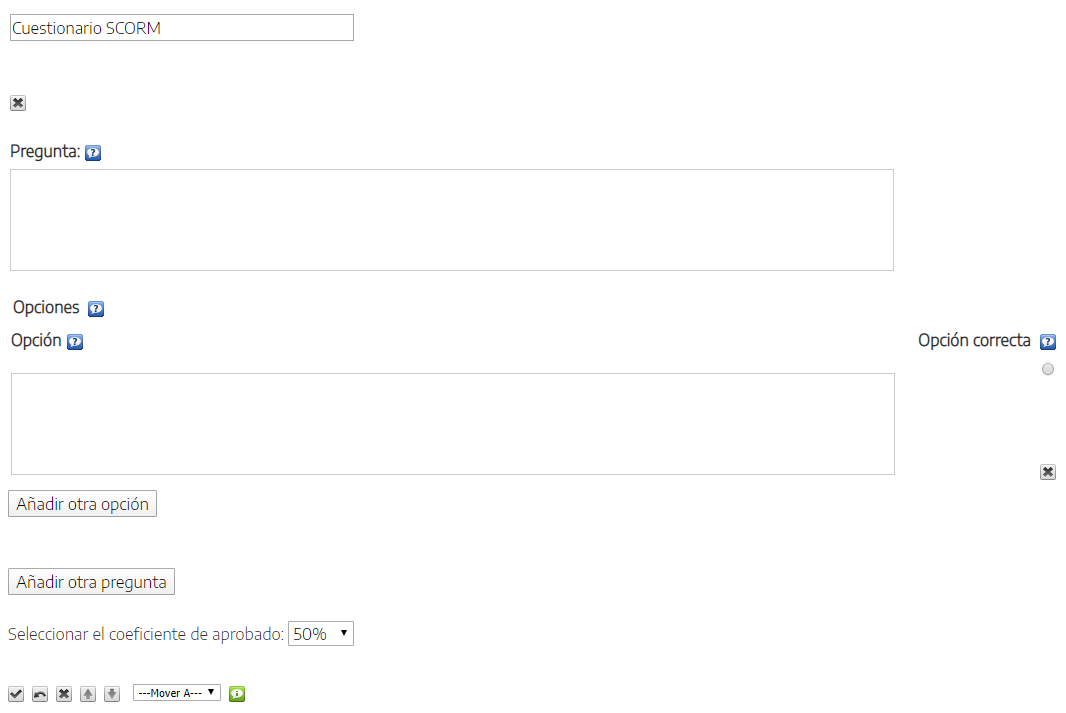 Cuestionario SCORM
Pregunta:
Opciones
Opción Opción correcta
Añadir otra opción
Añadir otra pregunta
Seleccionar el coeficiente de aprobado: 50%
---Mover A---